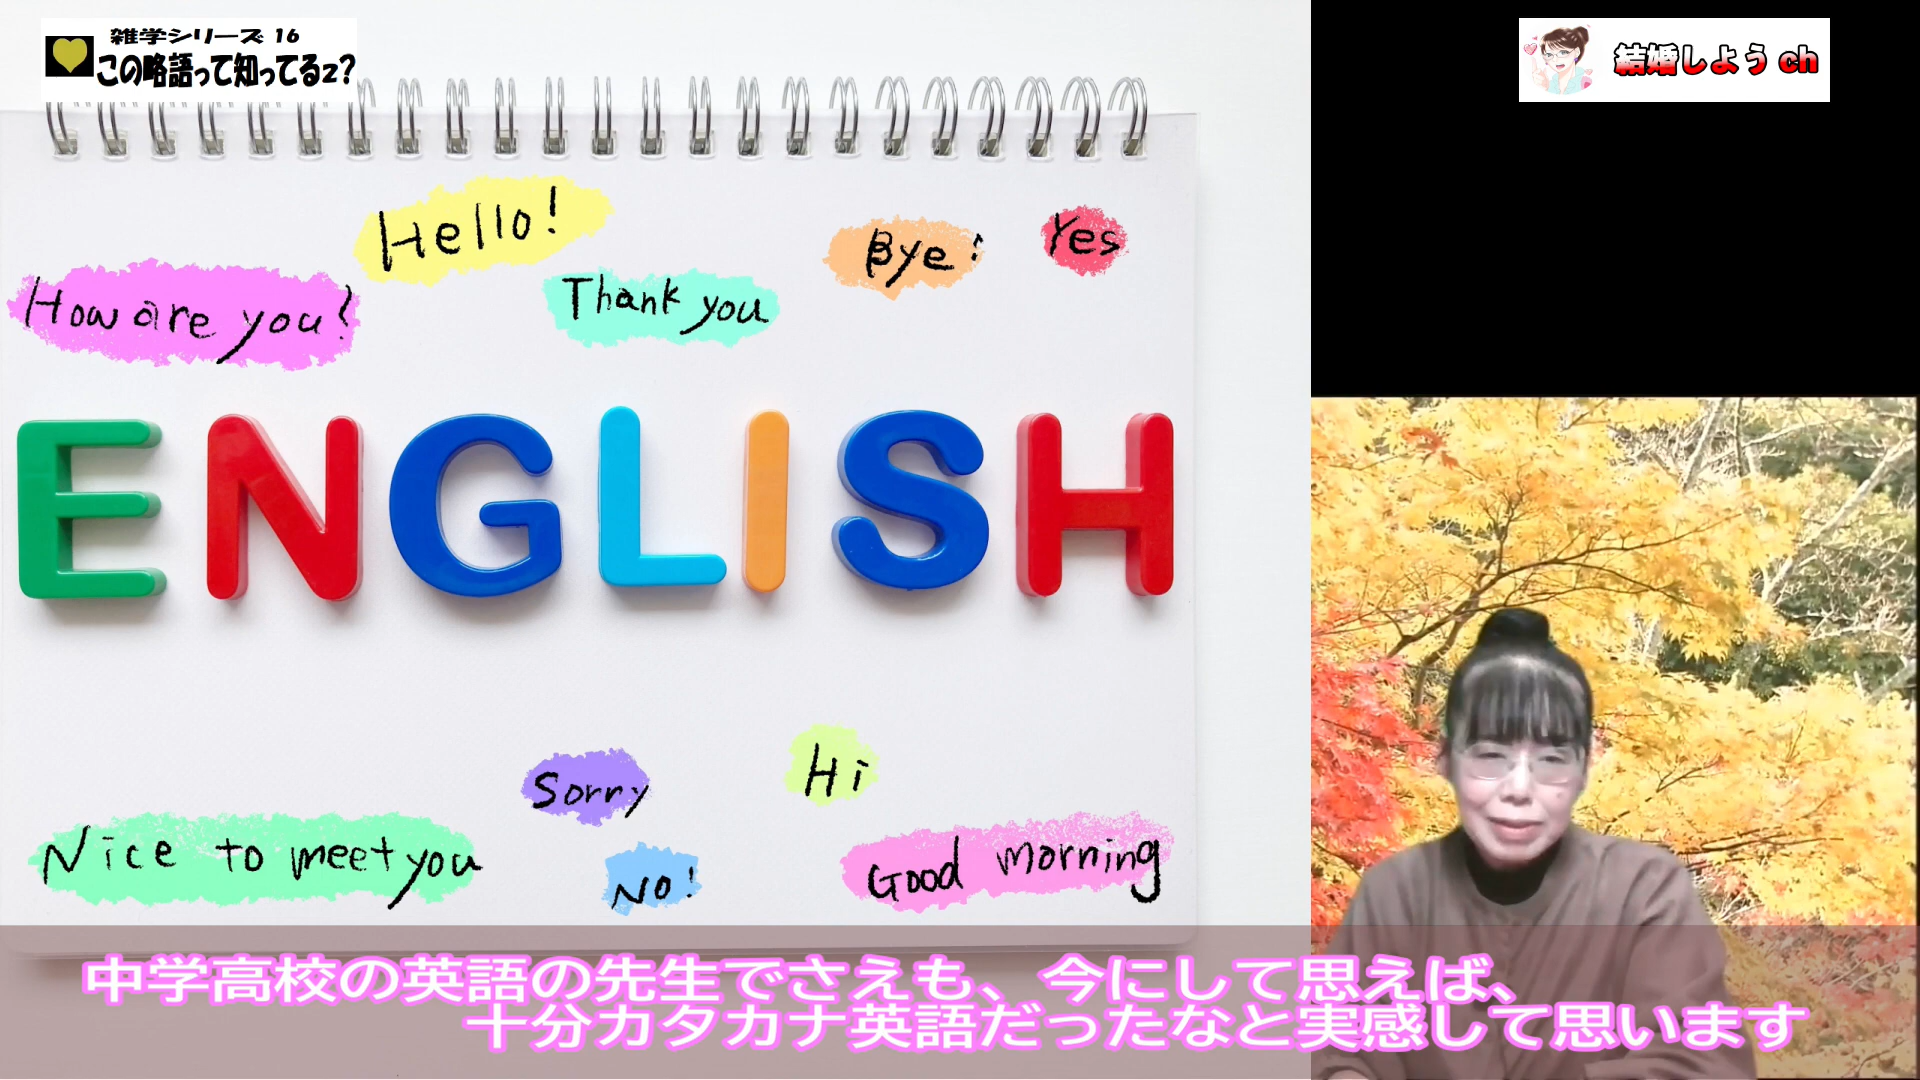 雑学シリーズ 16
この略語って知ってるz?
結婚しようch
Hello!
Bye!
Yes
How are you?
Thank you
ENGLISH
Sorry
Hi
Nice to meet you
No!
Good morning
中学高校の英語の先生でさえも、今にして思えば、
十分カタカナ英語だったなと実感して思います